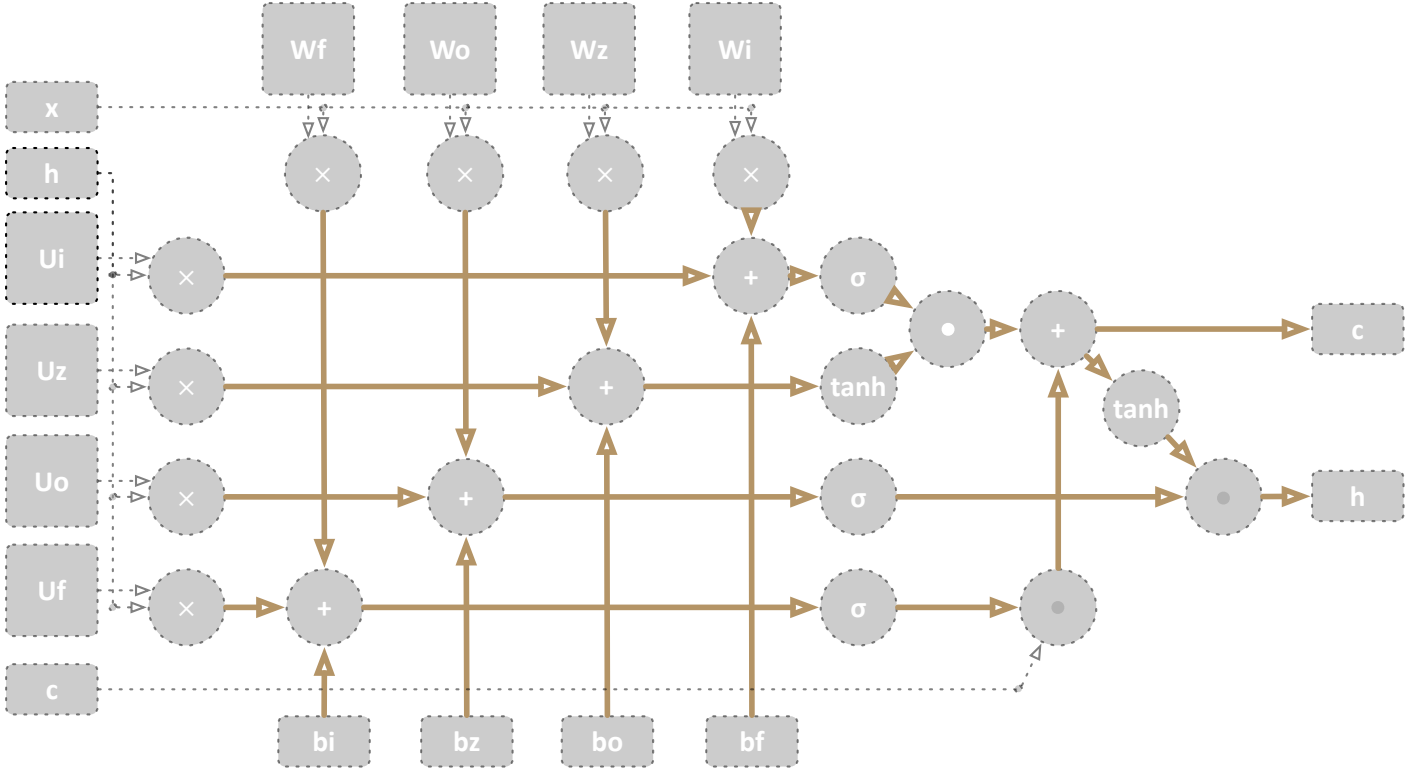 Wf Wo Wz Wi
x
h
× × × ×
Ui × + σ
• + c
Uz × + tanh
tanh
Uo × + σ • h
Uf × + σ •
c
bi bz bo bf